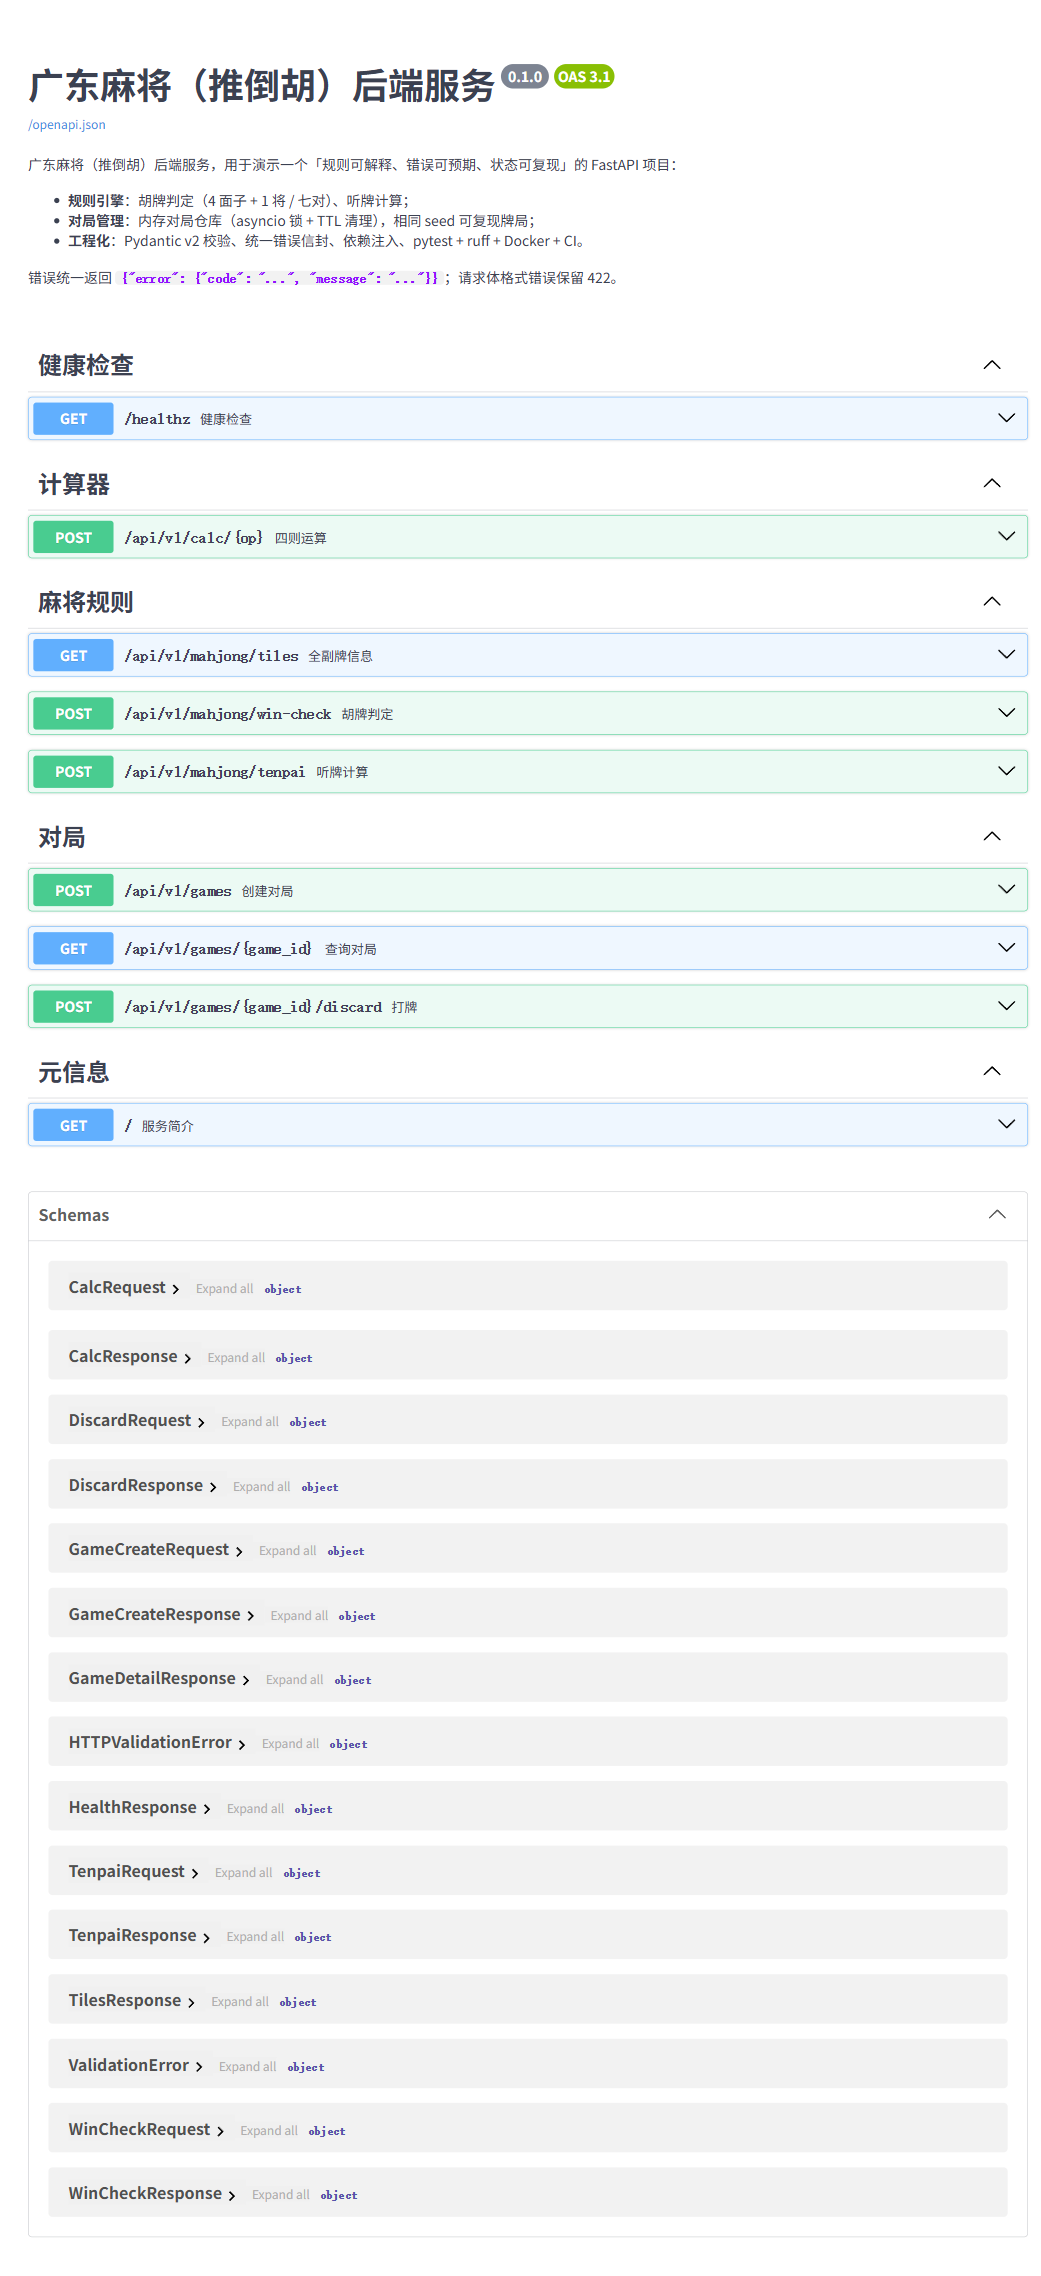 广东麻将（推倒胡）后端服务 0.1.0 OAS 3.1
/openapi.json
广东麻将（推倒胡）后端服务，用于演示一个「规则可解释、错误可预期、状态可复现」的 FastAPI 项目：
• 规则引擎：胡牌判定（4 面子 + 1 将 / 七对）、听牌计算；
• 对局管理：内存对局仓库（asyncio 锁 + TTL 清理），相同 seed 可复现牌局；
• 工程化：Pydantic v2 校验、统一错误信封、依赖注入、pytest + ruff + Docker + CI。
错误统一返回 {"error": {"code": "...", "message": "..."}} ；请求体格式错误保留 422。
健康检查
GET /healthz 健康检查
计算器
POST /api/v1/calc/{op} 四则运算
麻将规则
GET /api/v1/mahjong/tiles 全副牌信息
POST /api/v1/mahjong/win-check 胡牌判定
POST /api/v1/mahjong/tenpai 听牌计算
对局
POST /api/v1/games 创建对局
GET /api/v1/games/{game_id} 查询对局
POST /api/v1/games/{game_id}/discard 打牌
元信息
GET / 服务简介
Schemas
CalcRequest Expand all object
CalcResponse Expand all object
DiscardRequest Expand all object
DiscardResponse Expand all object
GameCreateRequest Expand all object
GameCreateResponse Expand all object
GameDetailResponse Expand all object
HTTPValidationError Expand all object
HealthResponse Expand all object
TenpaiRequest Expand all object
TenpaiResponse Expand all object
TilesResponse Expand all object
ValidationError Expand all object
WinCheckRequest Expand all object
WinCheckResponse Expand all object